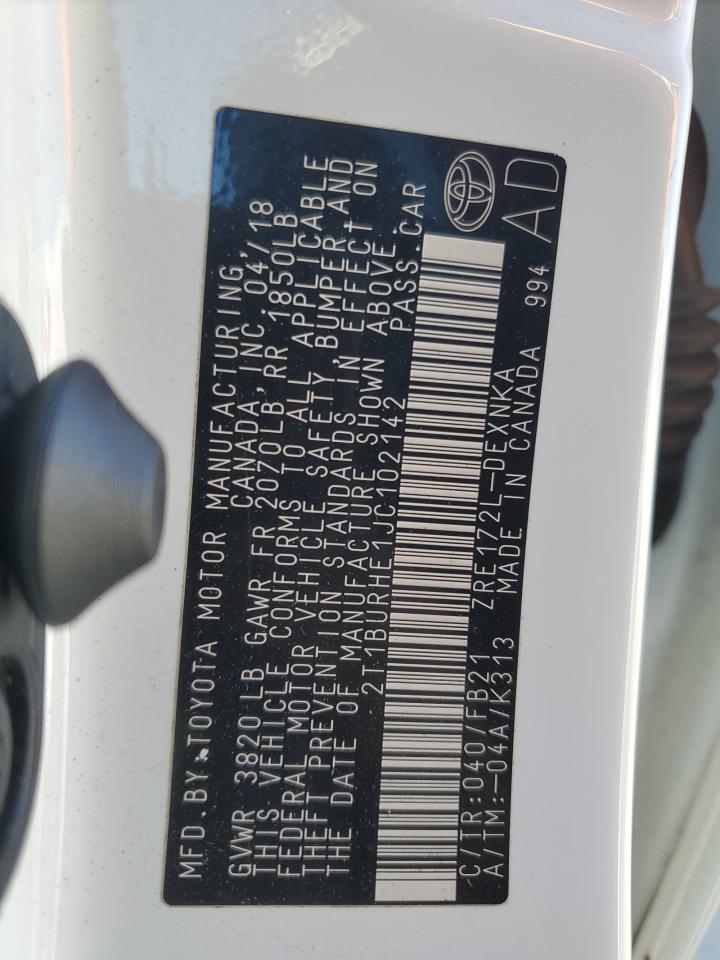 MFD.BY:TOYOTA MOTOR MANUFACTURING,
CANADA, INC 04/18
GVWR 3820 LB GAWR FR 2070 LB RR 1850LB
THIS VEHICLE CONFORMS TO ALL APPLICABLE
FEDERAL MOTOR VEHICLE SAFETY, BUMPER, AND
THEFT PREVENTION STANDARDS IN EFFECT ON
THE DATE OF MANUFACTURE SHOWN ABOVE.
2T1BURHE1JC102142 PASS.CAR
C/TR:040/FB21 ZRE172L-DEXNKA
A/TM:-04A/K313 MADE IN CANADA 994
AD